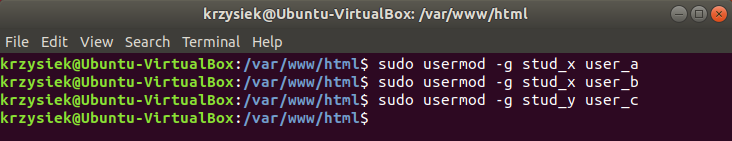 krzysiek@Ubuntu-VirtualBox: /var/www/html
File Edit View Search Terminal Help
krzysiek@Ubuntu-VirtualBox:/var/www/html$ sudo usermod -g stud_x user_a
krzysiek@Ubuntu-VirtualBox:/var/www/html$ sudo usermod -g stud_x user_b
krzysiek@Ubuntu-VirtualBox:/var/www/html$ sudo usermod -g stud_y user_c
krzysiek@Ubuntu-VirtualBox:/var/www/html$